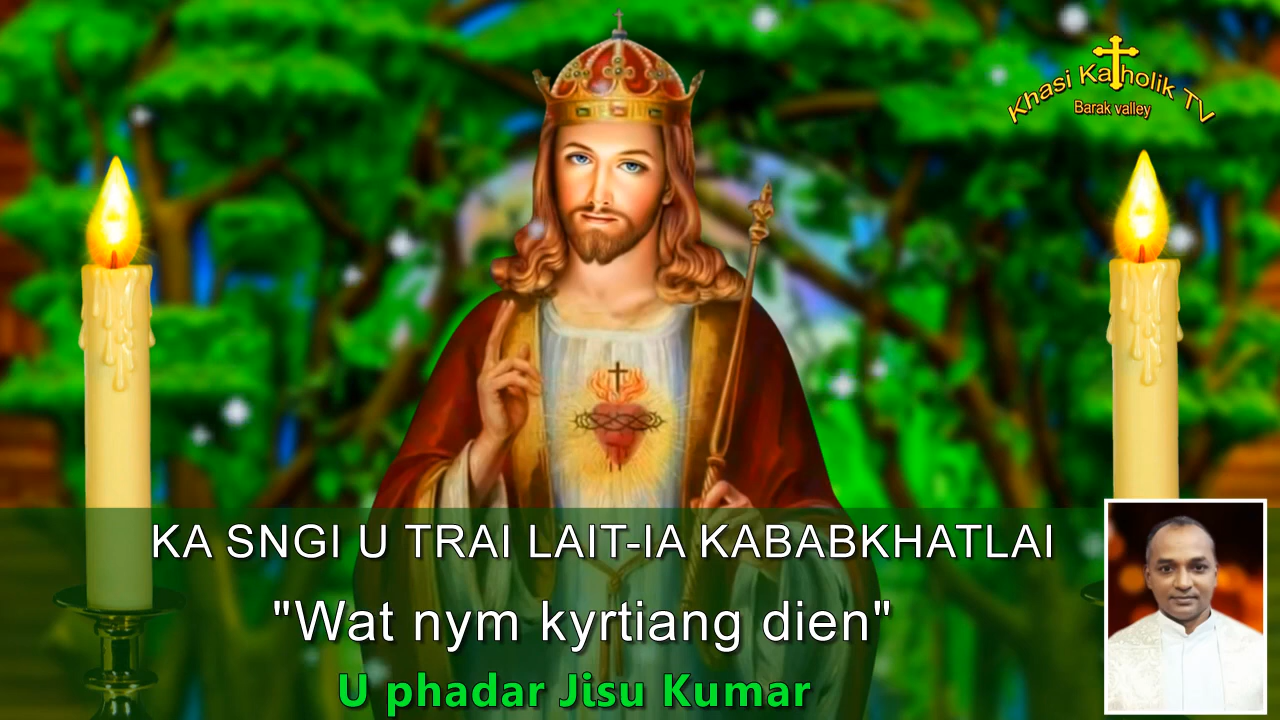 Khasi Katholik TV
Barak valley
KA SNGI U TRAI LAIT-IA KABABKHATLAI
"Wat nym kyrtiang dien"
U phadar Jisu Kumar